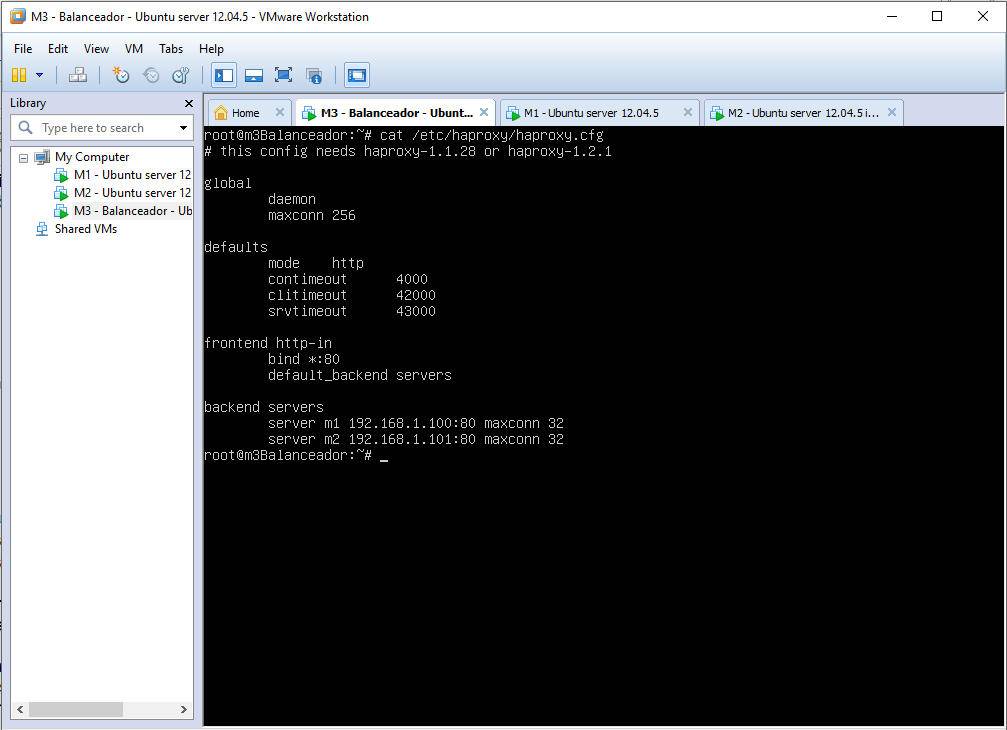 M3 - Balanceador - Ubuntu server 12.04.5 - VMware Workstation
File Edit View VM Tabs Help
Library
Type here to search
My Computer
M1 - Ubuntu server 12
M2 - Ubuntu server 12
M3 - Balanceador - Ub
Shared VMs
Home
M3 - Balanceador - Ubunt...
M1 - Ubuntu server 12.04.5
M2 - Ubuntu server 12.04.5 i...
root@m3Balanceador:~# cat /etc/haproxy/haproxy.cfg
# this config needs haproxy-1.1.28 or haproxy-1.2.1
global
daemon
maxconn 256
defaults
mode http
contimeout 4000
clitimeout 42000
srvtimeout 43000
frontend http-in
bind *:80
default_backend servers
backend servers
server m1 192.168.1.100:80 maxconn 32
server m2 192.168.1.101:80 maxconn 32
root@m3Balanceador:~# _